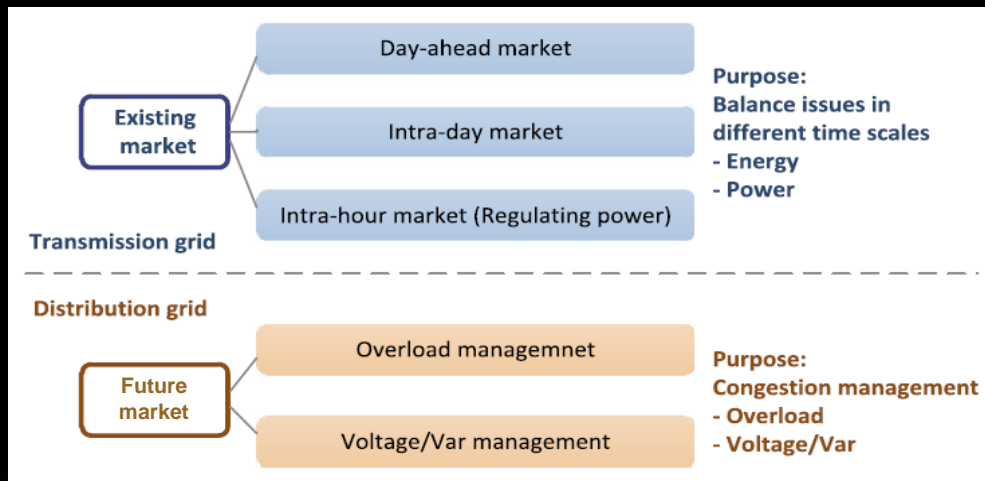 Day-ahead market
Existing
market
Intra-day market
Intra-hour market (Regulating power)
Purpose:
Balance issues in
different time scales
- Energy
- Power
Transmission grid
Distribution grid
Future
market
Overload managemnet
Voltage/Var management
Purpose:
Congestion management
- Overload
- Voltage/Var